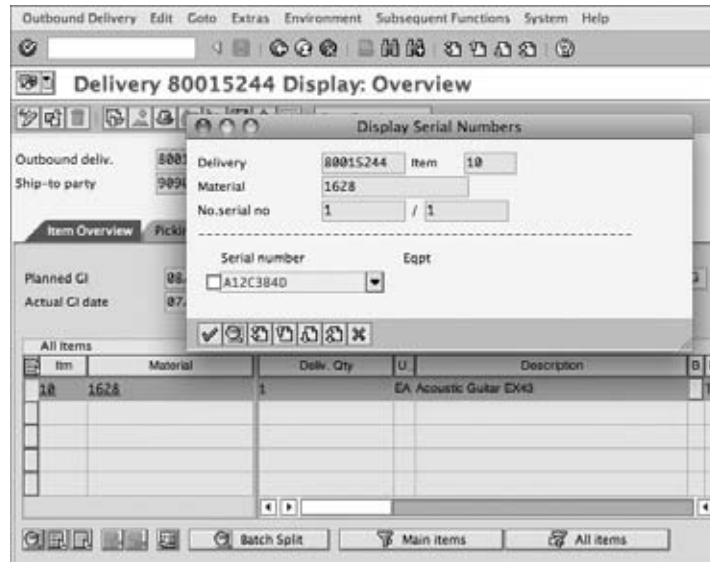 Outbound Delivery Edit Goto Extras Environment Subsequent Functions System Help
Delivery 80015244 Display: Overview
Display Serial Numbers
Outbound deliv.
Ship-to party
Delivery 80015244 Item 10
Material 1628
No.serial no 1 / 1
Item Overview
Serial number Eqpt
A12C384D
Planned GI 08.
Actual GI date 07.
All Items
Itm Material Deliv. Qty U. Description B
10 1628 1 EA Acoustic Guitar EX43
Batch Split Main items All items